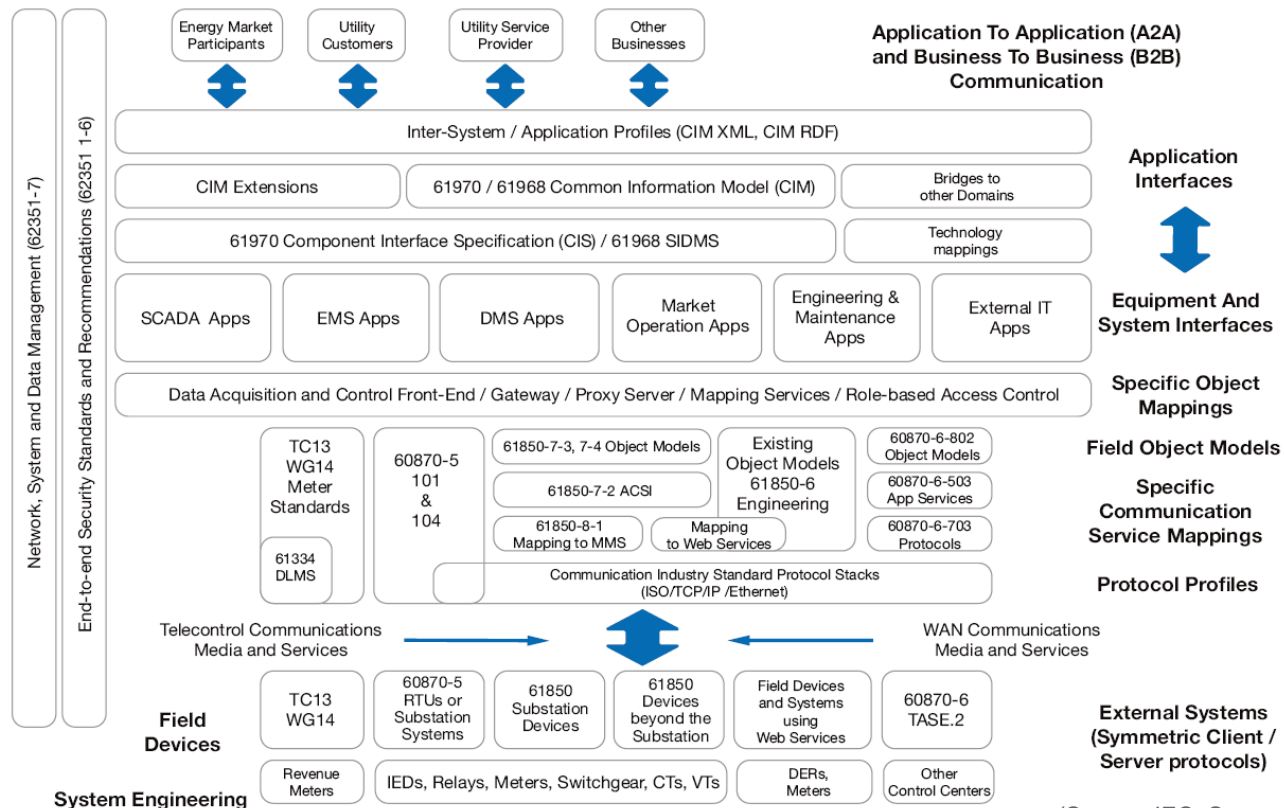 Network, System and Data Management (62351-7)
End-to-end Security Standards and Recommendations (62351 1-6)
Energy Market
Participants
Utility
Customers
Utility Service
Provider
Other
Businesses
Application To Application (A2A)
and Business To Business (B2B)
Communication
Inter-System / Application Profiles (CIM XML, CIM RDF)
CIM Extensions
61970 / 61968 Common Information Model (CIM)
Bridges to
other Domains
Application
Interfaces
61970 Component Interface Specification (CIS) / 61968 SIDMS
Technology
mappings
SCADA Apps
EMS Apps
DMS Apps
Market
Operation Apps
Engineering &
Maintenance
Apps
External IT
Apps
Equipment And
System Interfaces
Data Acquisition and Control Front-End / Gateway / Proxy Server / Mapping Services / Role-based Access Control
Specific Object
Mappings
TC13
WG14
Meter
Standards
61334
DLMS
60870-5
101
&
104
61850-7-3, 7-4 Object Models
61850-7-2 ACSI
61850-8-1
Mapping to MMS
Mapping
to Web Services
Existing
Object Models
61850-6
Engineering
60870-6-802
Object Models
60870-6-503
App Services
60870-6-703
Protocols
Field Object Models
Specific
Communication
Service Mappings
Communication Industry Standard Protocol Stacks
(ISO/TCP/IP /Ethernet)
Protocol Profiles
Telecontrol Communications
Media and Services
WAN Communications
Media and Services
Field
Devices
TC13
WG14
60870-5
RTUs or
Substation
Systems
61850
Substation
Devices
61850
Devices
beyond the
Substation
Field Devices
and Systems
using
Web Services
60870-6
TASE.2
External Systems
(Symmetric Client /
Server protocols)
System Engineering
Revenue
Meters
IEDs, Relays, Meters, Switchgear, CTs, VTs
DERs,
Meters
Other
Control Centers